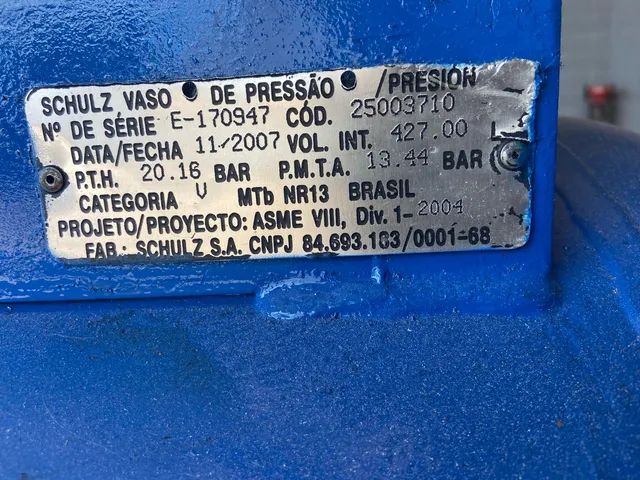 SCHULZ VASO DE PRESSÃO /PRESIÓN
Nº DE SÉRIE E-170947 CÓD. 25003710
DATA/FECHA 11/2007 VOL. INT. 427.00 L
P.T.H. 20.16 BAR P.M.T.A. 13.44 BAR
CATEGORIA V MTb NR13 BRASIL
PROJETO/PROYECTO: ASME VIII, Div. 1-2004
FAB.: SCHULZ S.A. CNPJ 84.693.183/0001-68